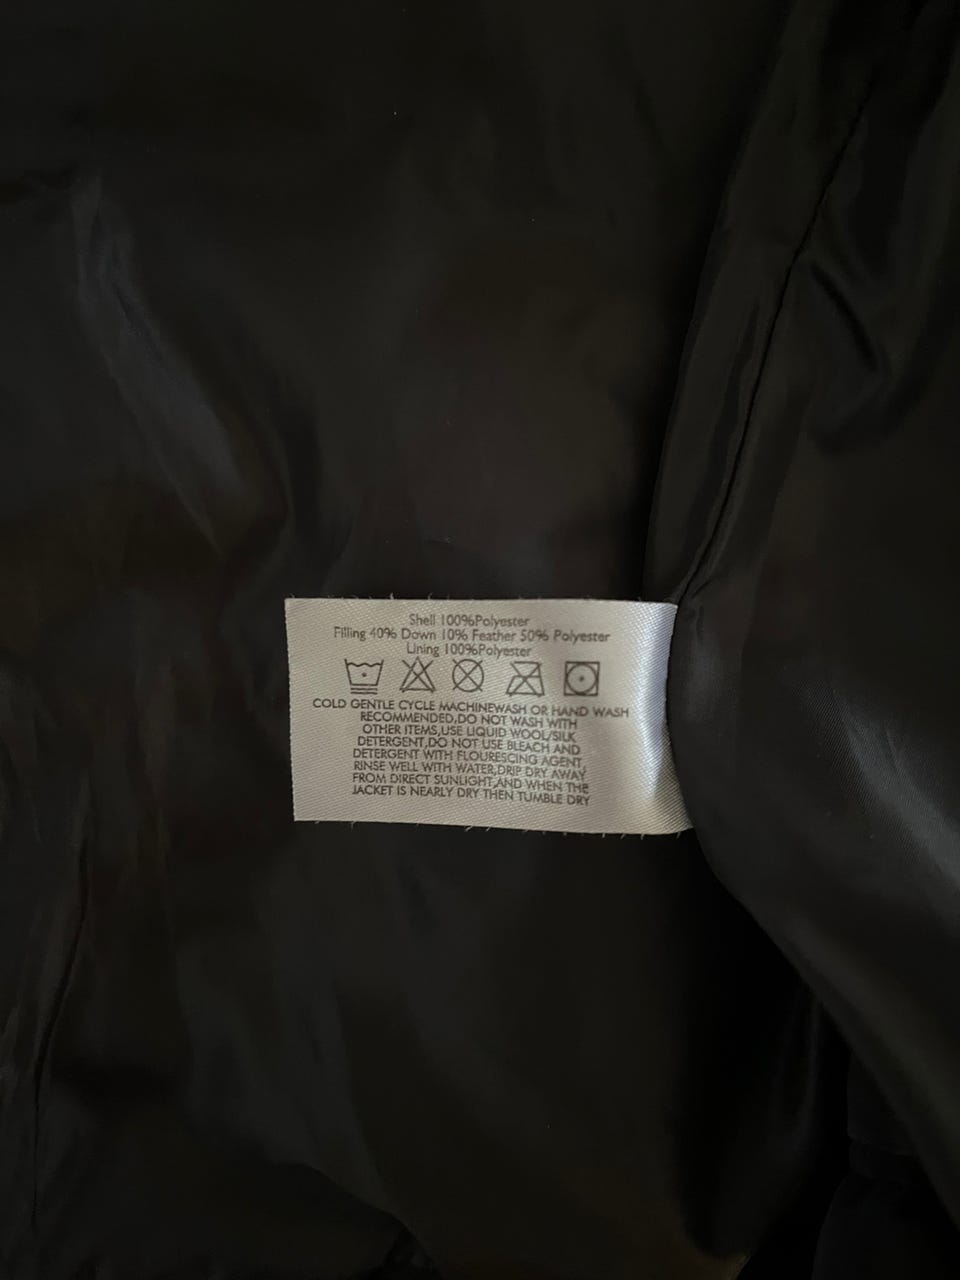 Shell 100%Polyester
Filling 40% Down 10% Feather 50% Polyester
Lining 100%Polyester
COLD GENTLE CYCLE MACHINEWASH OR HAND WASH
RECOMMENDED,DO NOT WASH WITH
OTHER ITEMS,USE LIQUID WOOL/SILK
DETERGENT,DO NOT USE BLEACH AND
DETERGENT WITH FLOURESCING AGENT,
RINSE WELL WITH WATER,DRIP DRY AWAY
FROM DIRECT SUNLIGHT,AND WHEN THE
JACKET IS NEARLY DRY THEN TUMBLE DRY